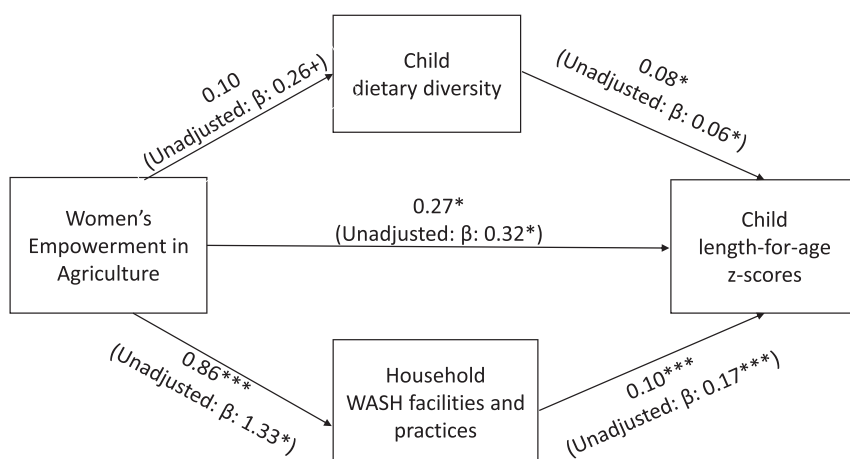 Child
dietary diversity
0.10
(Unadjusted: β: 0.26+)
0.08*
(Unadjusted: β: 0.06*)
Women’s
Empowerment in
Agriculture
0.27*
(Unadjusted: β: 0.32*)
Child
length-for-age
z-scores
0.86***
(Unadjusted: β: 1.33*)
Household
WASH facilities and
practices
0.10***
(Unadjusted: β: 0.17***)